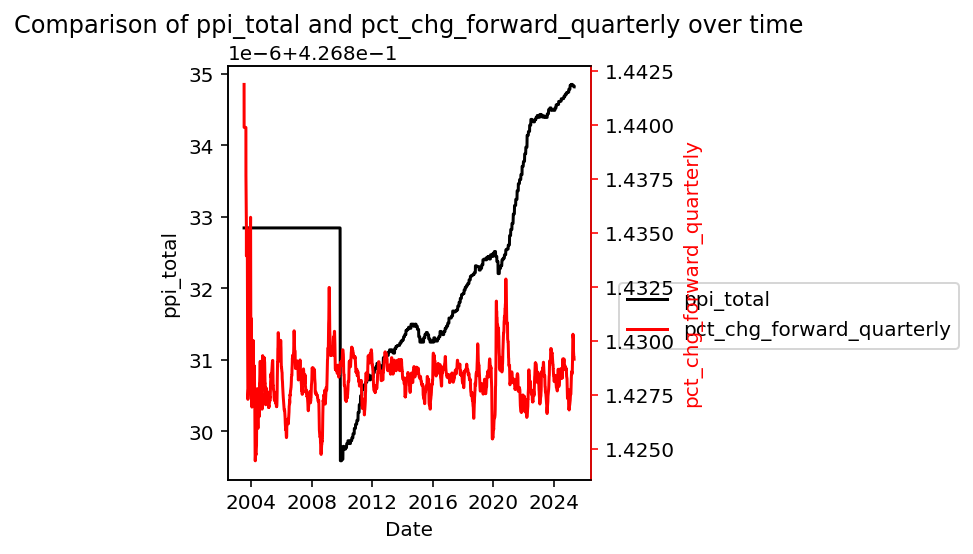 Comparison of ppi_total and pct_chg_forward_quarterly over time
1e−6+4.268e−1
35
34
33
32
31
30
ppi_total
2004
2008
2012
2016
2020
2024
Date
1.4425
1.4400
1.4375
1.4350
1.4325
1.4300
1.4275
1.4250
pct_chg_forward_quarterly
ppi_total
pct_chg_forward_quarterly